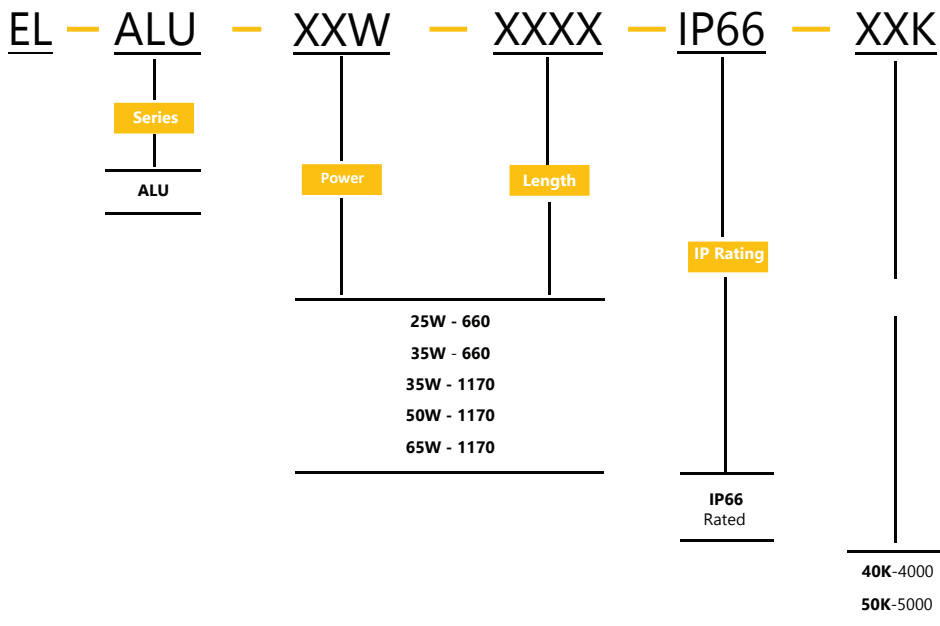 EL — ALU — XXW — XXXX — IP66 — XXK
Series
ALU
Power
Length
IP Rating
25W - 660
35W - 660
35W - 1170
50W - 1170
65W - 1170
IP66
Rated
40K-4000
50K-5000